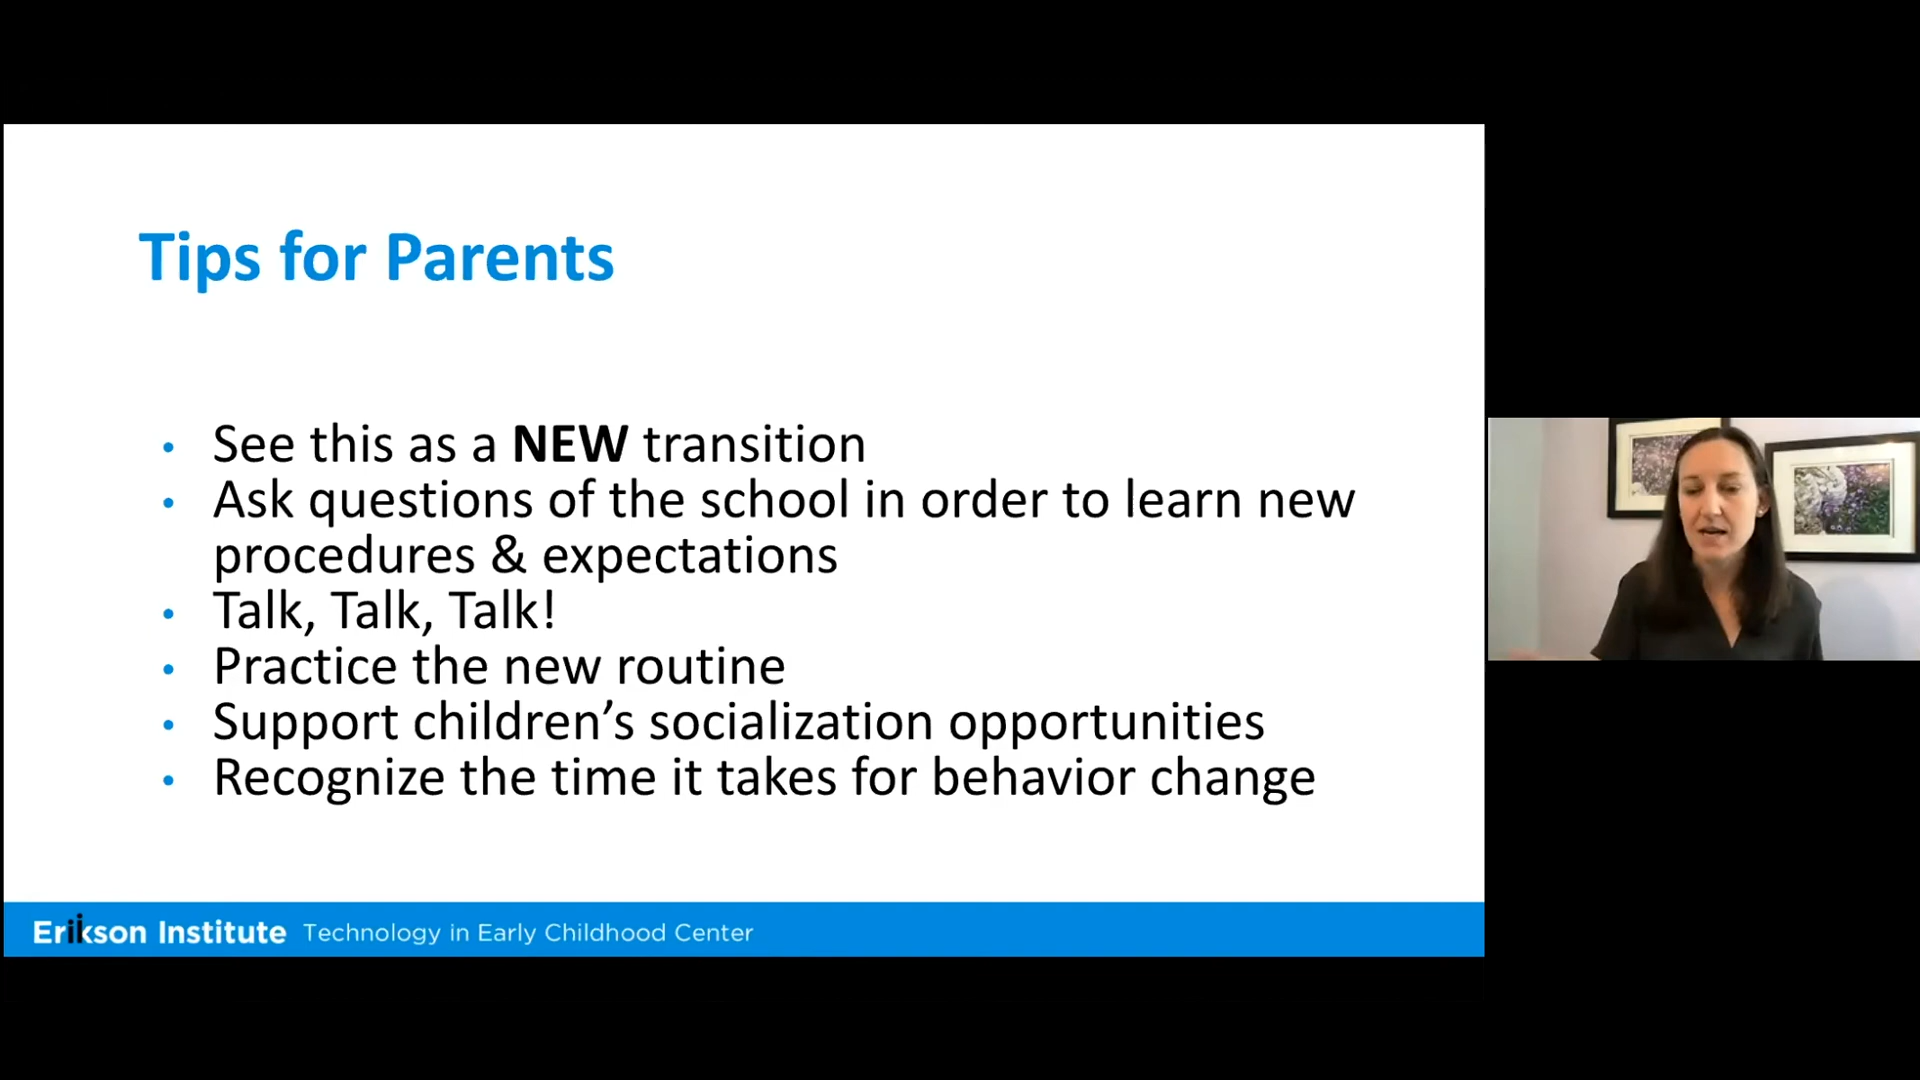 Tips for Parents
• See this as a NEW transition
• Ask questions of the school in order to learn new
procedures & expectations
• Talk, Talk, Talk!
• Practice the new routine
• Support children’s socialization opportunities
• Recognize the time it takes for behavior change
Erikson Institute Technology in Early Childhood Center